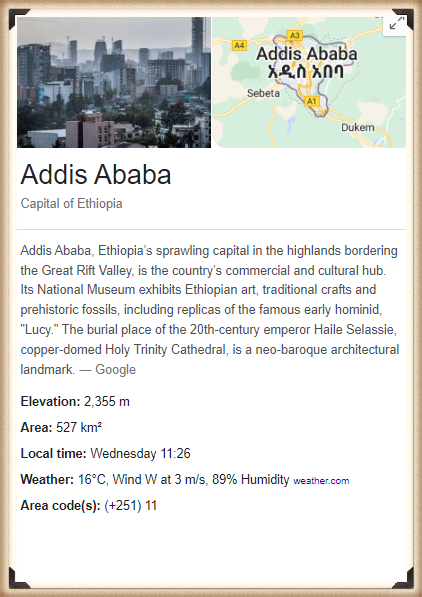 A3
A4
Addis Ababa
አዲስ አበባ
Sebeta
A1
Dukem
Addis Ababa
Capital of Ethiopia
Addis Ababa, Ethiopia's sprawling capital in the highlands bordering
the Great Rift Valley, is the country's commercial and cultural hub.
Its National Museum exhibits Ethiopian art, traditional crafts and
prehistoric fossils, including replicas of the famous early hominid,
"Lucy." The burial place of the 20th-century emperor Haile Selassie,
copper-domed Holy Trinity Cathedral, is a neo-baroque architectural
landmark. — Google
Elevation: 2,355 m
Area: 527 km²
Local time: Wednesday 11:26
Weather: 16°C, Wind W at 3 m/s, 89% Humidity weather.com
Area code(s): (+251) 11